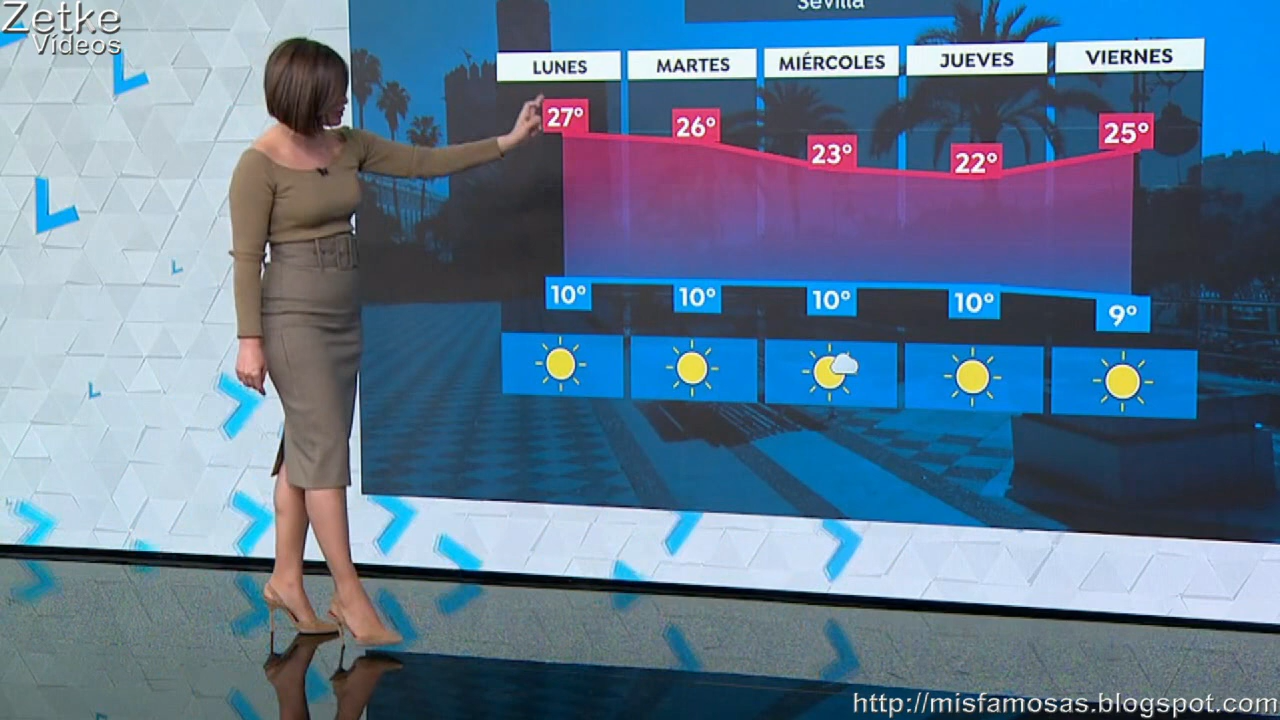 Zetke
Vídeos
Sevilla
LUNES MARTES MIÉRCOLES JUEVES VIERNES
27° 26° 23° 22° 25°
10° 10° 10° 10° 9°
http://misfamosas.blogspot.com